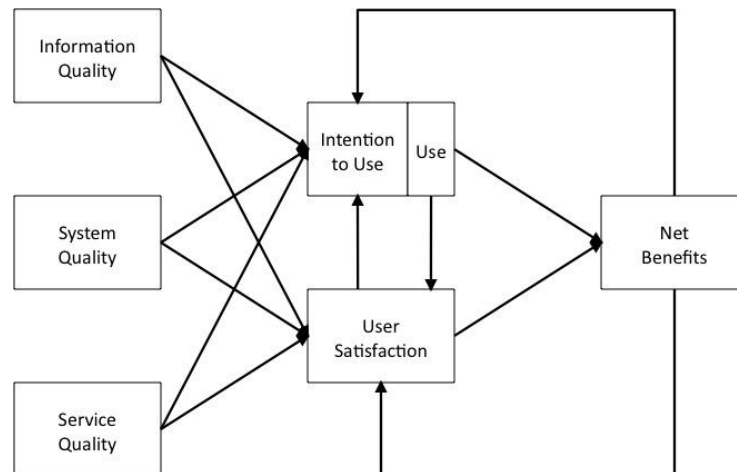 Information
Quality
Intention
to Use
Use
System
Quality
Net
Benefits
User
Satisfaction
Service
Quality